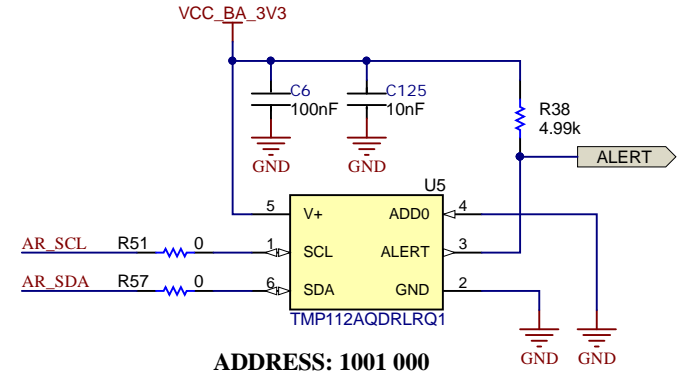 VCC_BA_3V3
C6
100nF
C125
10nF
R38
4.99k
GND
GND
ALERT
U5
5 V+ ADD0 4
AR_SCL R51 0 1 SCL ALERT 3
AR_SDA R57 0 6 SDA GND 2
TMP112AQDRLRQ1
GND GND
ADDRESS: 1001 000